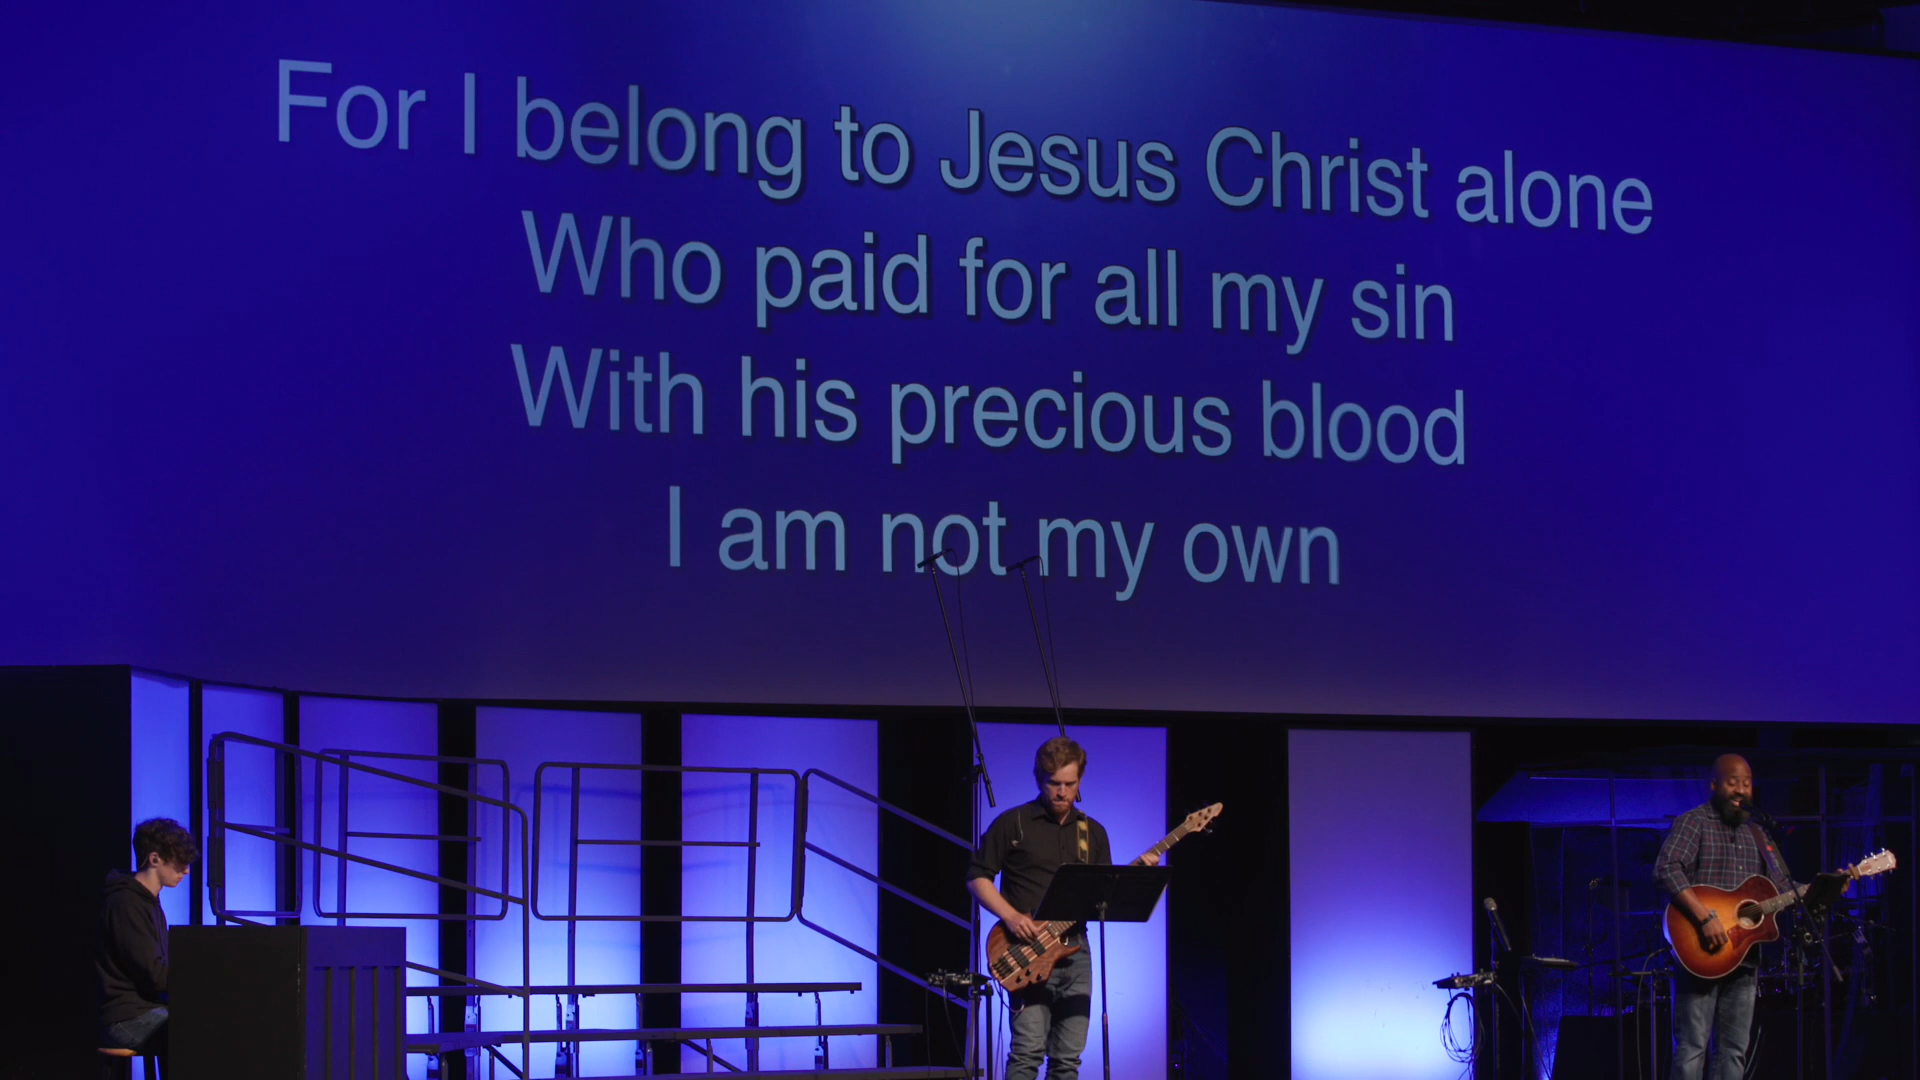 For I belong to Jesus Christ alone
Who paid for all my sin
With his precious blood
I am not my own